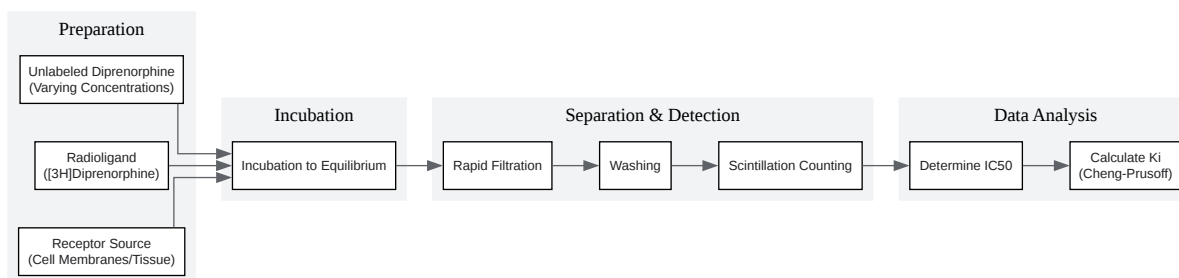 Preparation
Unlabeled Diprenorphine
(Varying Concentrations)
Radioligand
([3H]Diprenorphine)
Receptor Source
(Cell Membranes/Tissue)
Incubation
Incubation to Equilibrium
Separation & Detection
Rapid Filtration
Washing
Scintillation Counting
Data Analysis
Determine IC50
Calculate Ki
(Cheng-Prusoff)